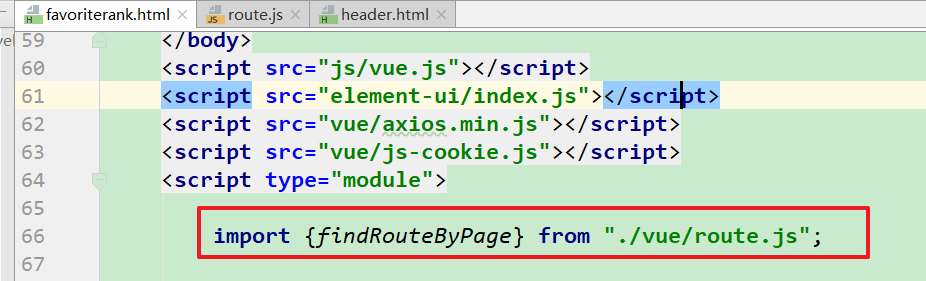 favoriterank.html × route.js × header.html ×
59 </body>
60 <script src="js/vue.js"></script>
61 <script src="element-ui/index.js"></script>
62 <script src="vue/axios.min.js"></script>
63 <script src="vue/js-cookie.js"></script>
64 <script type="module">
65
66 import {findRouteByPage} from "./vue/route.js";
67